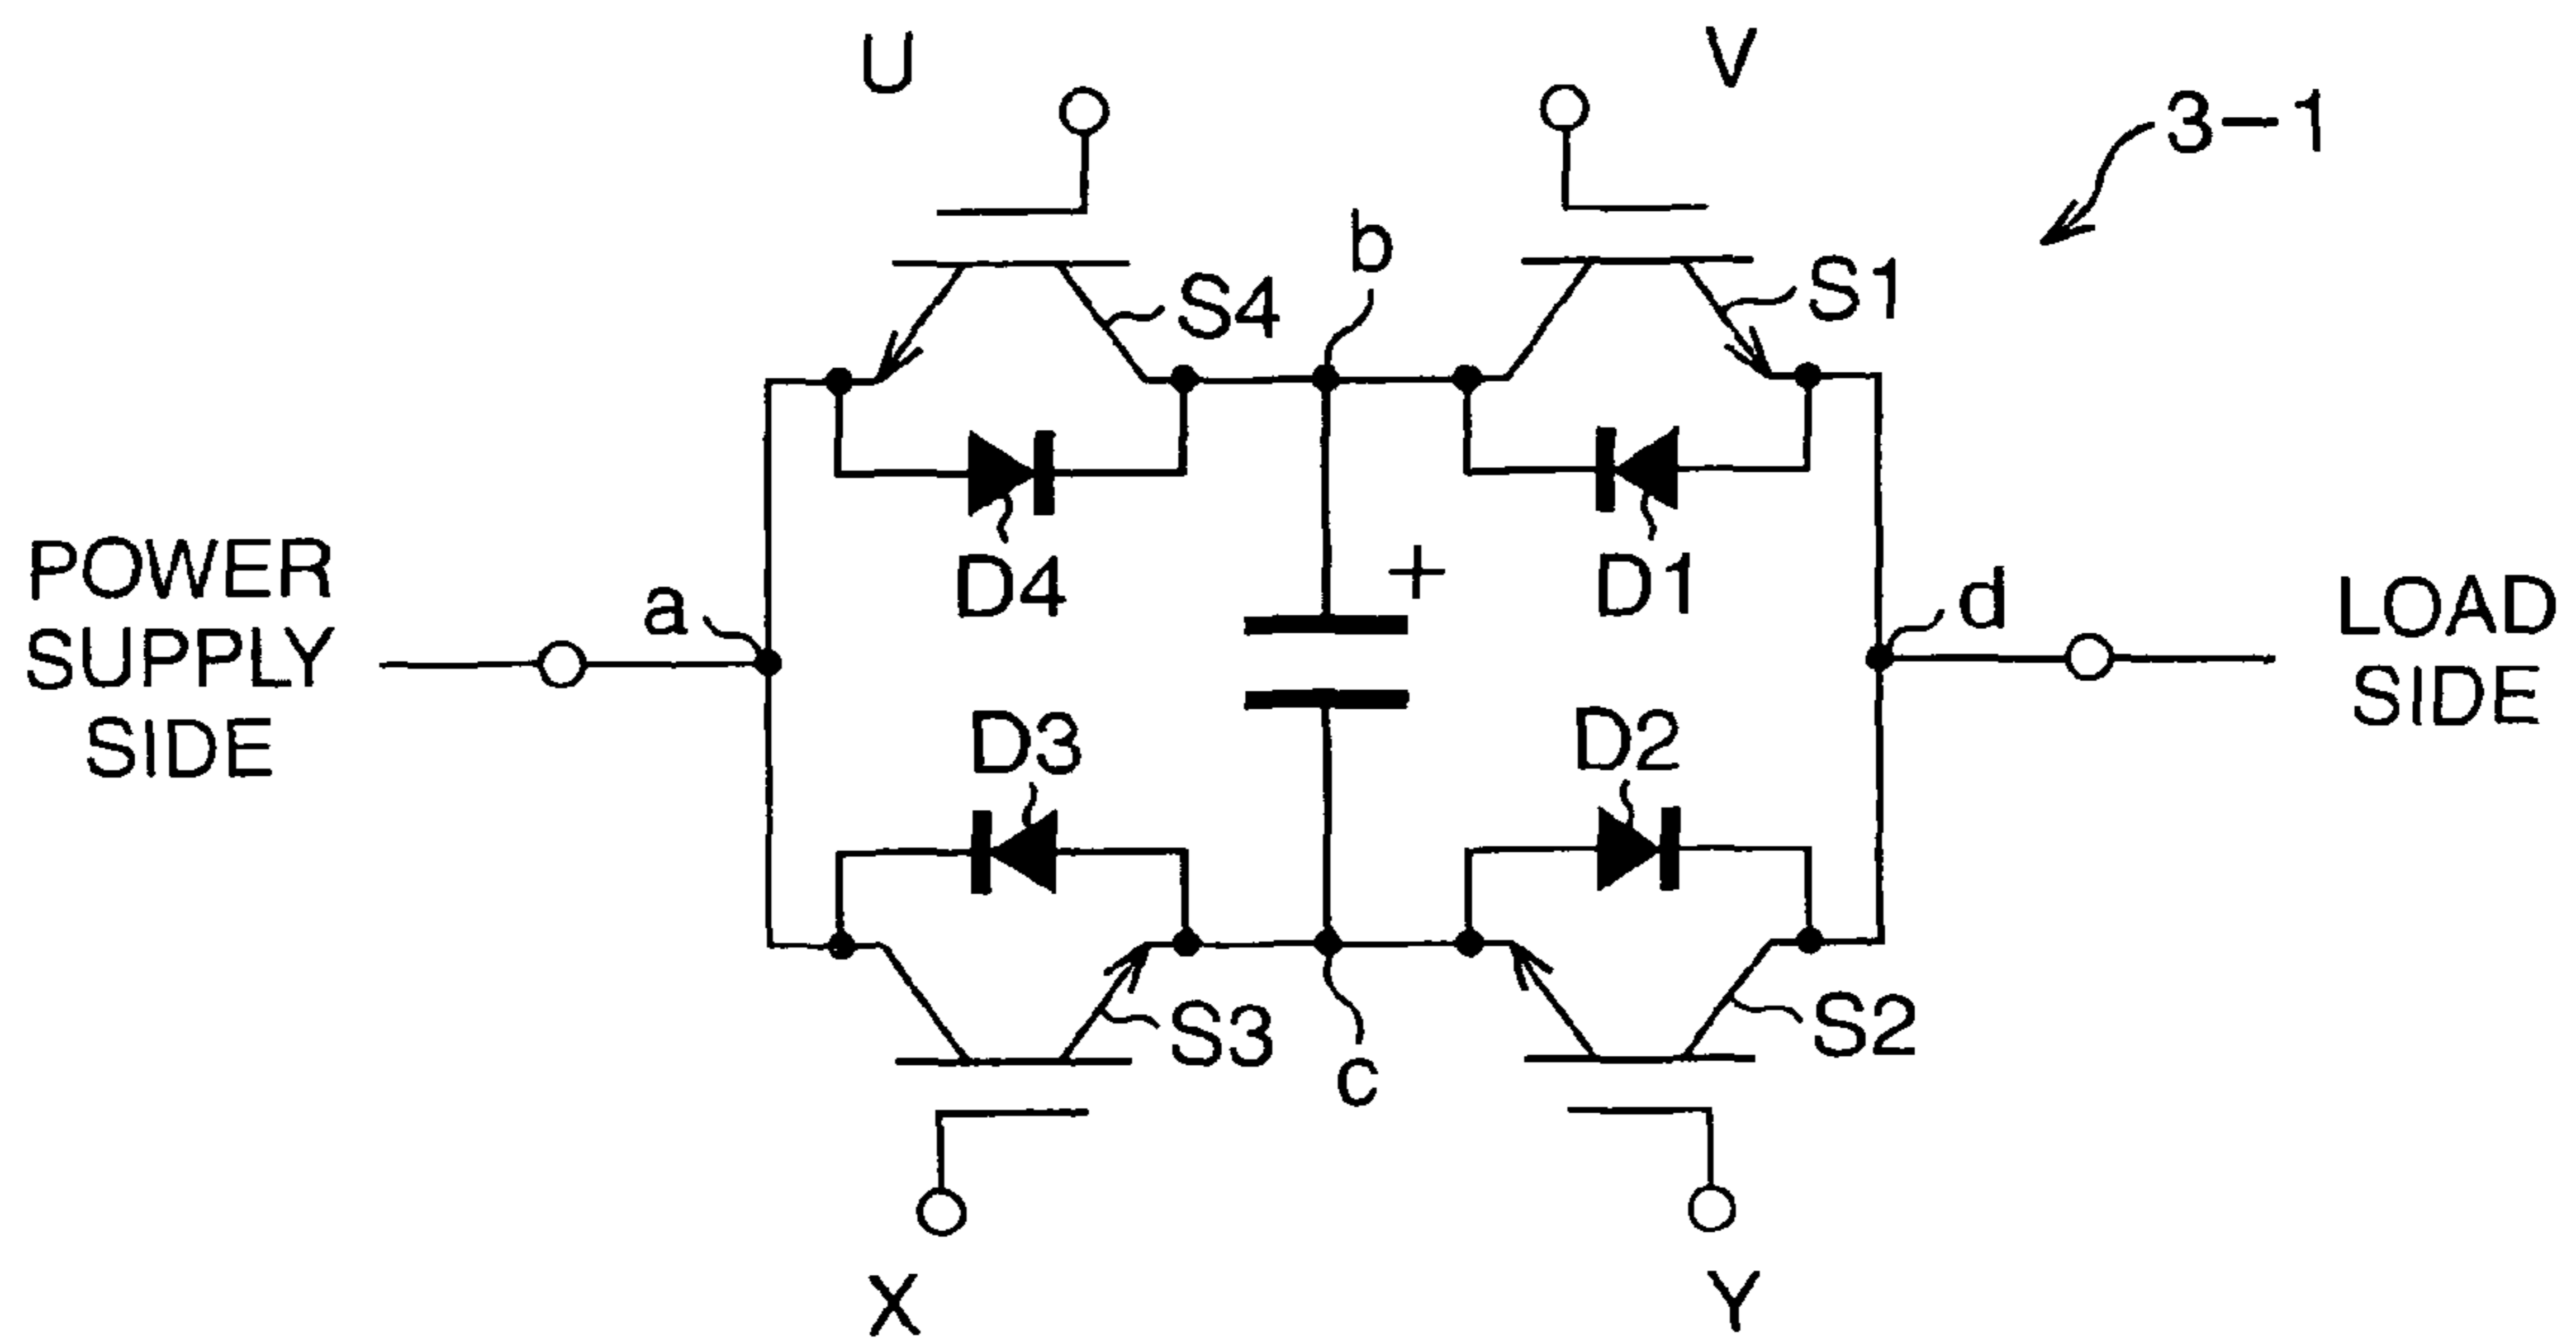 U
V
3-1
b
S4
S1
POWER
SUPPLY
SIDE
a
D4
+
D1
d
LOAD
SIDE
D3
D2
S3
S2
c
X
Y